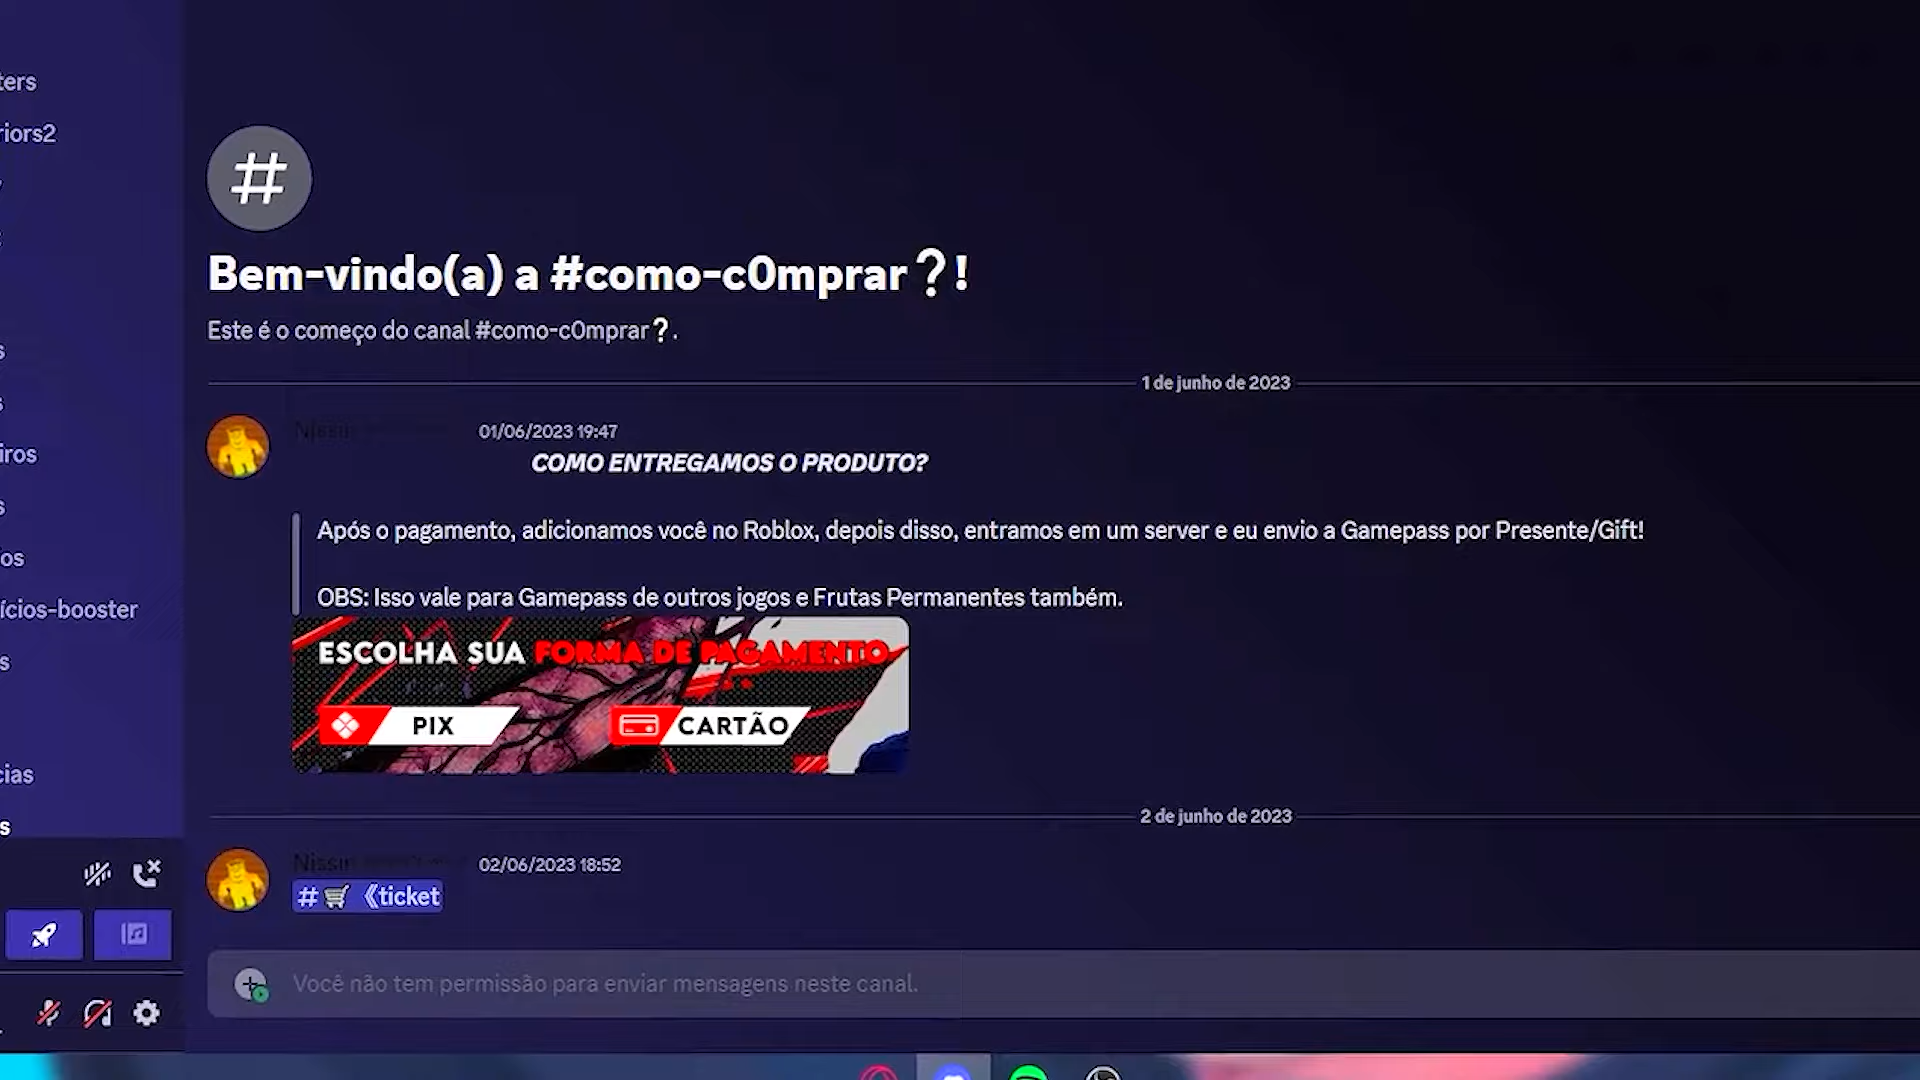 ters
riors2
Bem-vindo(a) a #como-c0mprar❔!
Este é o começo do canal #como-c0mprar❔.
1 de junho de 2023
01/06/2023 19:47
COMO ENTREGAMOS O PRODUTO?
Após o pagamento, adicionamos você no Roblox, depois disso, entramos em um server e eu envio a Gamepass por Presente/Gift!
OBS: Isso vale para Gamepass de outros jogos e Frutas Permanentes também.
ESCOLHA SUA FORMA DE PAGAMENTO
PIX
CARTÃO
iros
os
ícios-booster
s
cias
s
2 de junho de 2023
02/06/2023 18:52
# 🛒《ticket
Você não tem permissão para enviar mensagens neste canal.